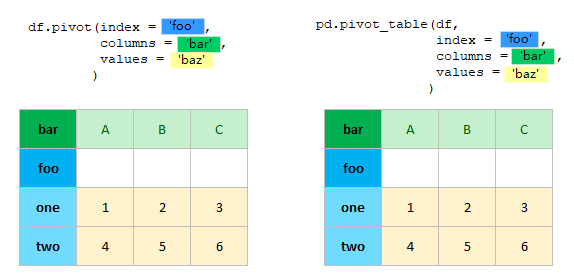 df.pivot(index = 'foo',
columns = 'bar',
values = 'baz'
)
bar A B C
foo
one 1 2 3
two 4 5 6
pd.pivot_table(df,
index = 'foo',
columns = 'bar',
values = 'baz'
)
bar A B C
foo
one 1 2 3
two 4 5 6